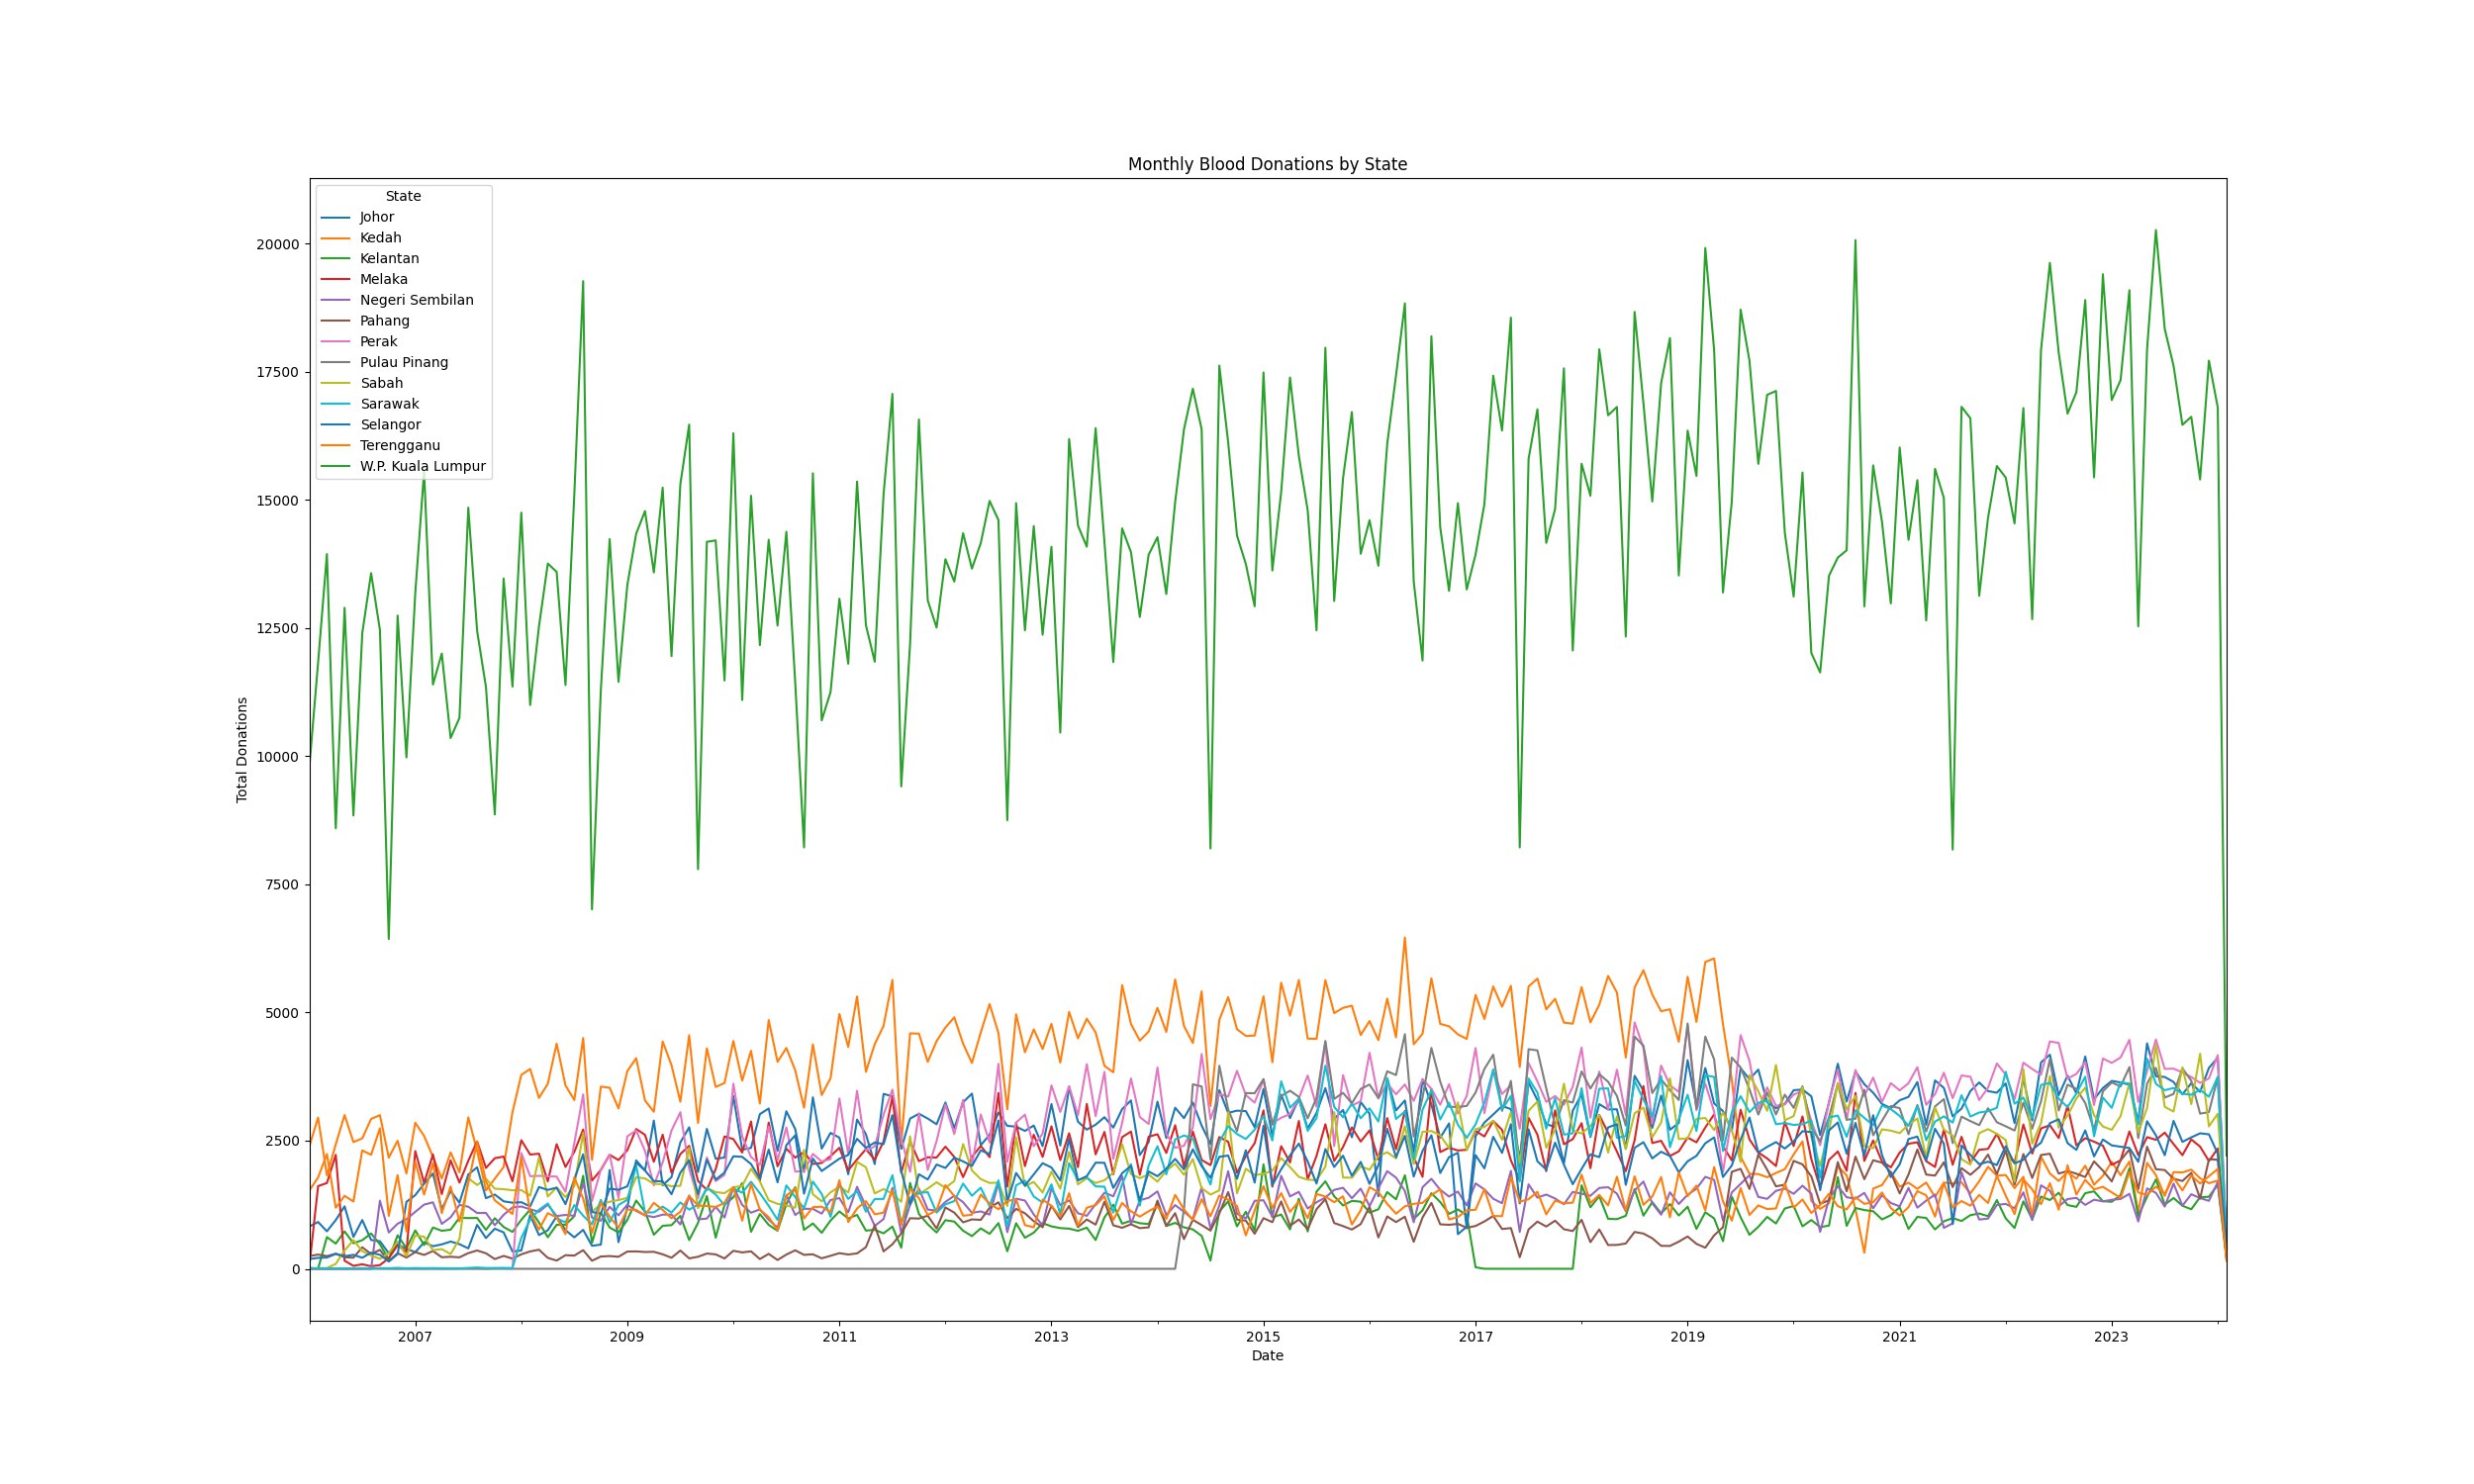 Monthly Blood Donations by State
State
Johor
Kedah
Kelantan
Melaka
Negeri Sembilan
Pahang
Perak
Pulau Pinang
Sabah
Sarawak
Selangor
Terengganu
W.P. Kuala Lumpur
20000
17500
15000
12500
10000
7500
5000
2500
0
Total Donations
2007 2009 2011 2013 2015 2017 2019 2021 2023
Date